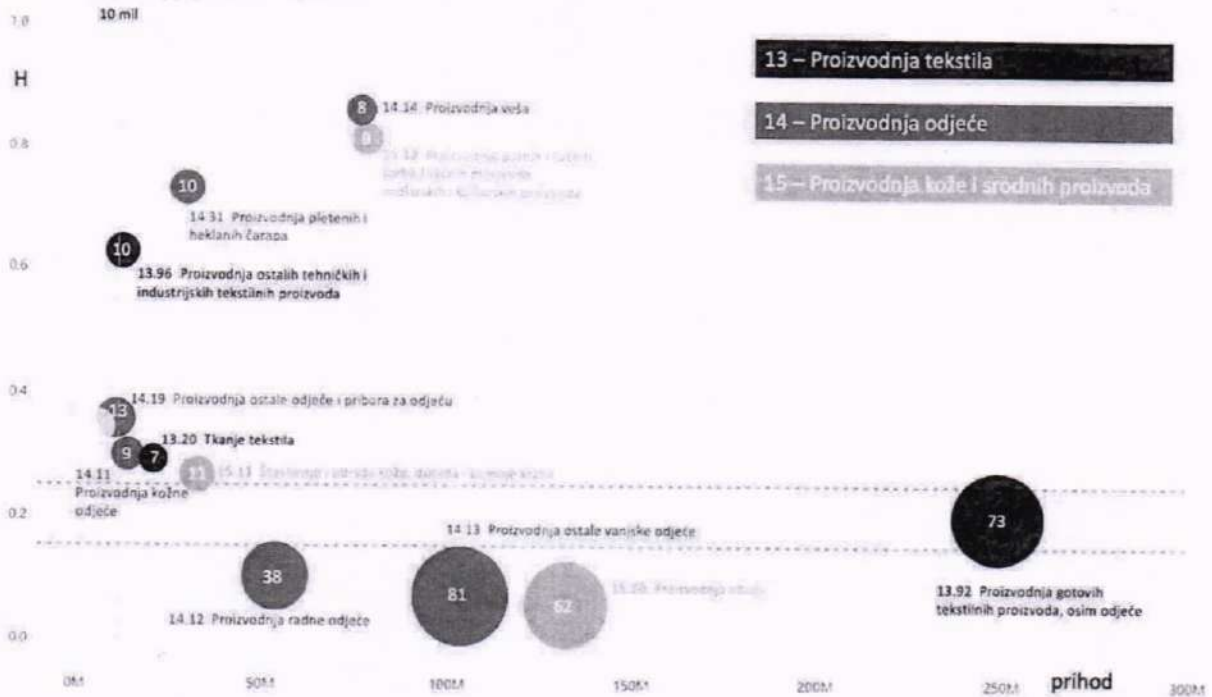 10 mil
1.0
H
13 – Proizvodnja tekstila
14 – Proizvodnja odjeće
15 – Proizvodnja kože i srodnih proizvoda
8
14.14 Proizvodnja veša
0.8
10
14.31 Proizvodnja pletenih i
heklanih čarapa
10
0.6
13.96 Proizvodnja ostalih tehničkih i
industrijskih tekstilnih proizvoda
0.4
13
14.19 Proizvodnja ostale odjeće i pribora za odjeću
9
7
13.20 Tkanje tekstila
11
14.11
Proizvodnja kožne
odjeće
0.2
73
14.13 Proizvodnja ostale vanjske odjeće
38
81
62
14.12 Proizvodnja radne odjeće
13.92 Proizvodnja gotovih
tekstilnih proizvoda, osim odjeće
0.0
0M
50M
100M
150M
200M
250M
prihod
300M